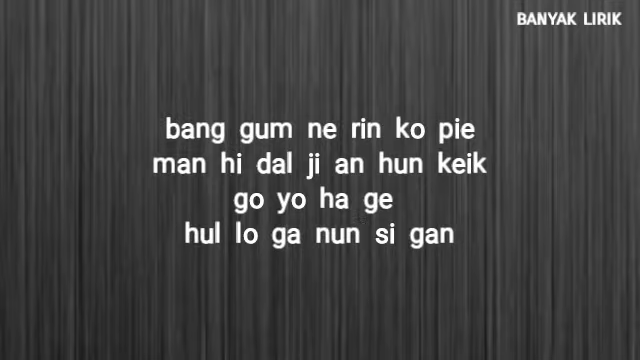 BANYAK LIRIK
bang gum ne rin ko pie
man hi dal ji an hun keik
go yo ha ge
hul lo ga nun si gan